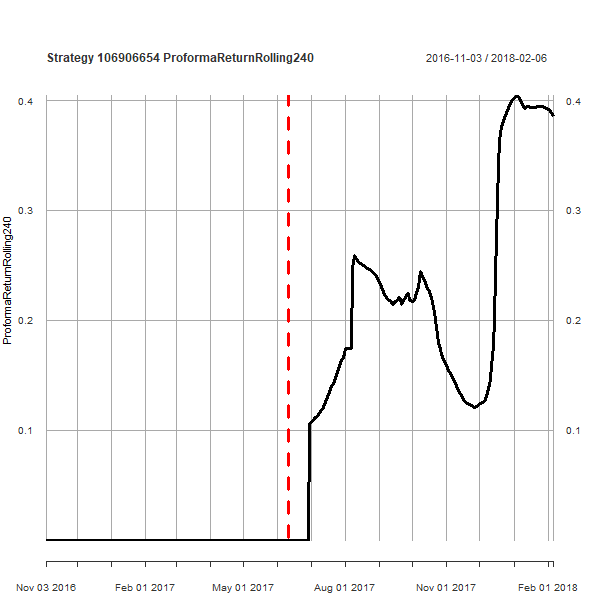 Strategy 106906654 ProformaReturnRolling240
2016-11-03 / 2018-02-06
0.4
0.4
0.3
0.3
0.2
0.2
0.1
0.1
ProformaReturnRolling240
Nov 03 2016
Feb 01 2017
May 01 2017
Aug 01 2017
Nov 01 2017
Feb 01 2018